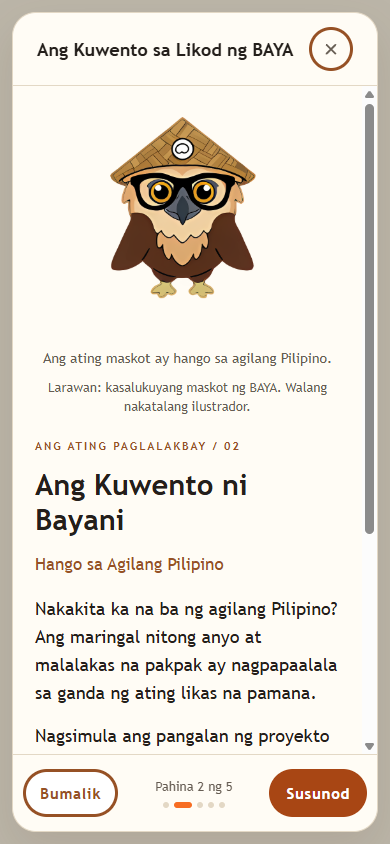 Ang Kuwento sa Likod ng BAYA
Ang ating maskot ay hango sa agilang Pilipino.
Larawan: kasalukuyang maskot ng BAYA. Walang
nakatalang ilustrador.
ANG ATING PAGLALAKBAY / 02
Ang Kuwento ni
Bayani
Hango sa Agilang Pilipino
Nakakita ka na ba ng agilang Pilipino?
Ang maringal nitong anyo at
malalakas na pakpak ay nagpapaalala
sa ganda ng ating likas na pamana.
Nagsimula ang pangalan ng proyekto
Bumalik
Pahina 2 ng 5
Susunod